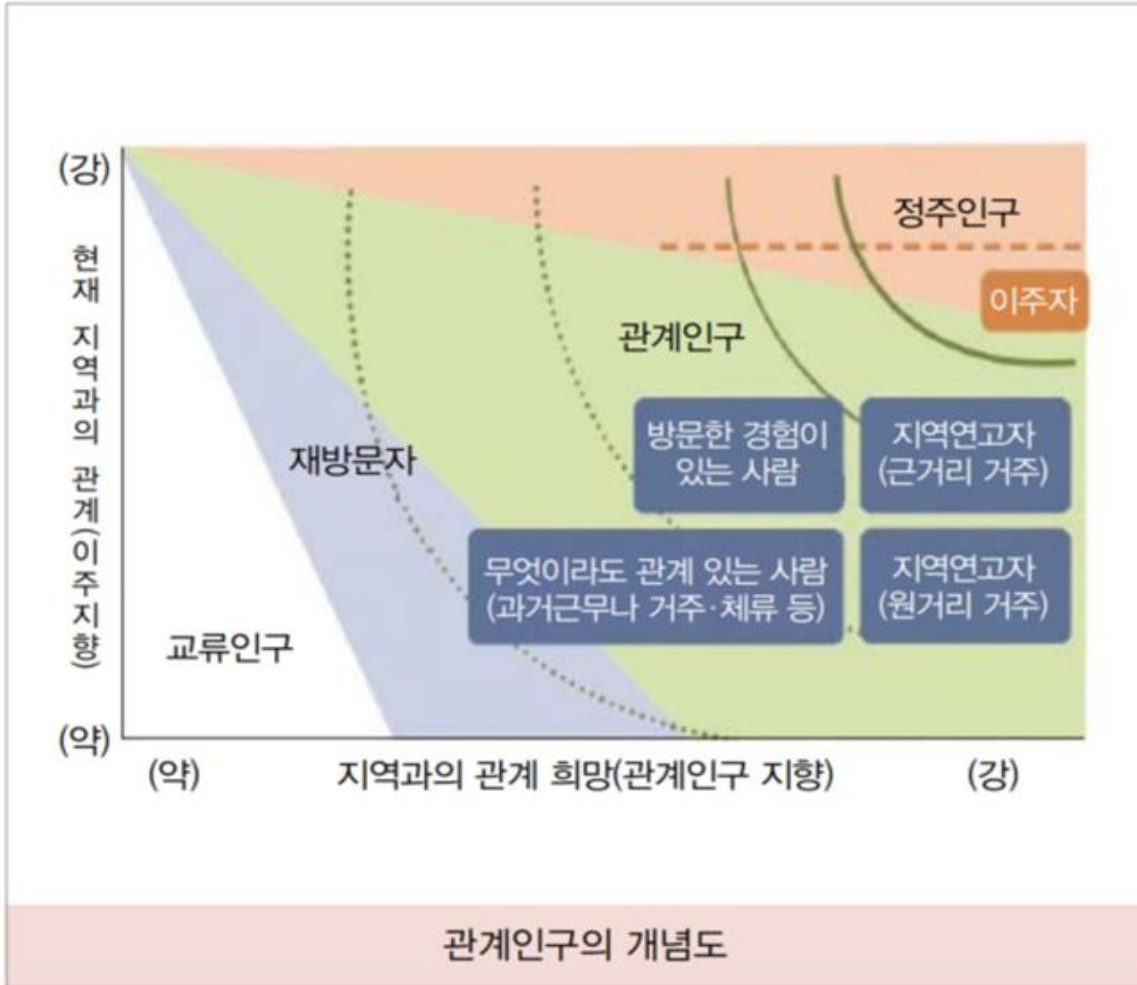 (강)
현재 지역과의 관계(이주지향)
(약)
정주인구
이주자
관계인구
방문한 경험이
있는 사람
지역연고자
(근거리 거주)
재방문자
무엇이라도 관계 있는 사람
(과거근무나 거주·체류 등)
지역연고자
(원거리 거주)
교류인구
(약)
지역과의 관계 희망(관계인구 지향)
(강)
관계인구의 개념도